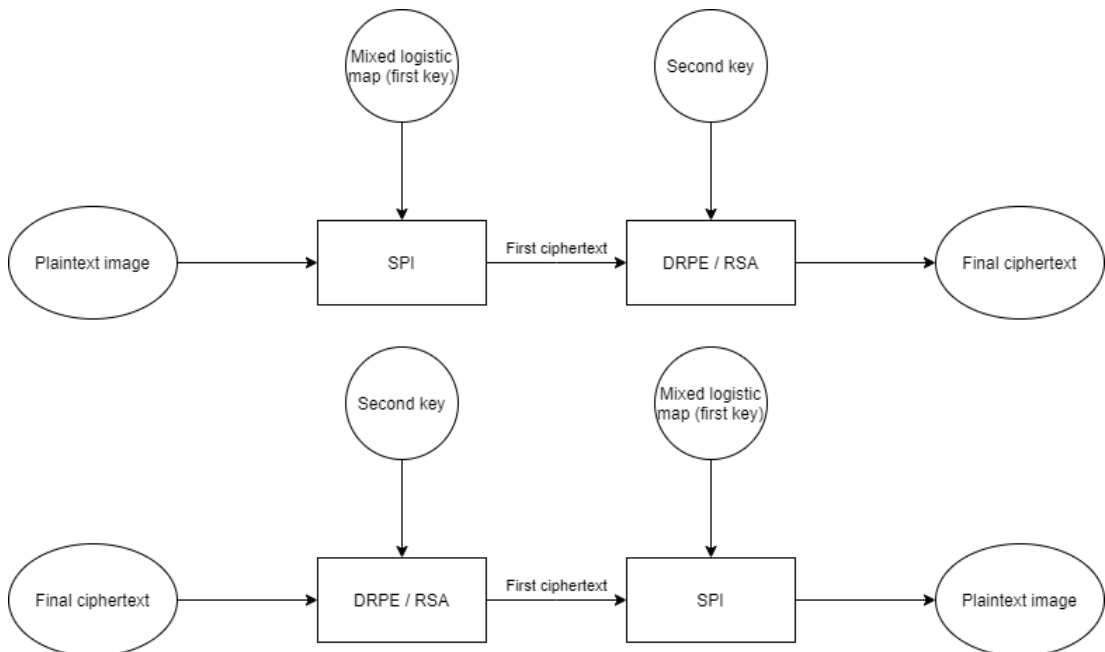 Mixed logistic
map (first key)
Second key
Plaintext image
SPI
First ciphertext
DRPE / RSA
Final ciphertext
Second key
Mixed logistic
map (first key)
Final ciphertext
DRPE / RSA
First ciphertext
SPI
Plaintext image